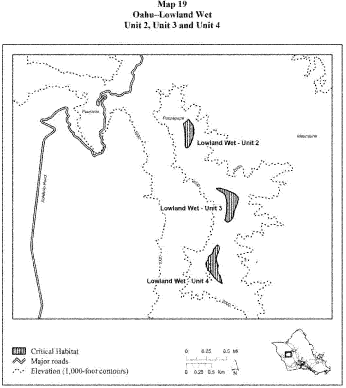 Map 19
Oahu--Lowland Wet
Unit 2, Unit 3 and Unit 4
Lowland Wet - Unit 2
Lowland Wet - Unit 3
Lowland Wet - Unit 4
Critical Habitat
Major roads
Elevation (1,000-foot contours)
0 0.25 0.5 Mi
0 0.25 0.5 Km
N